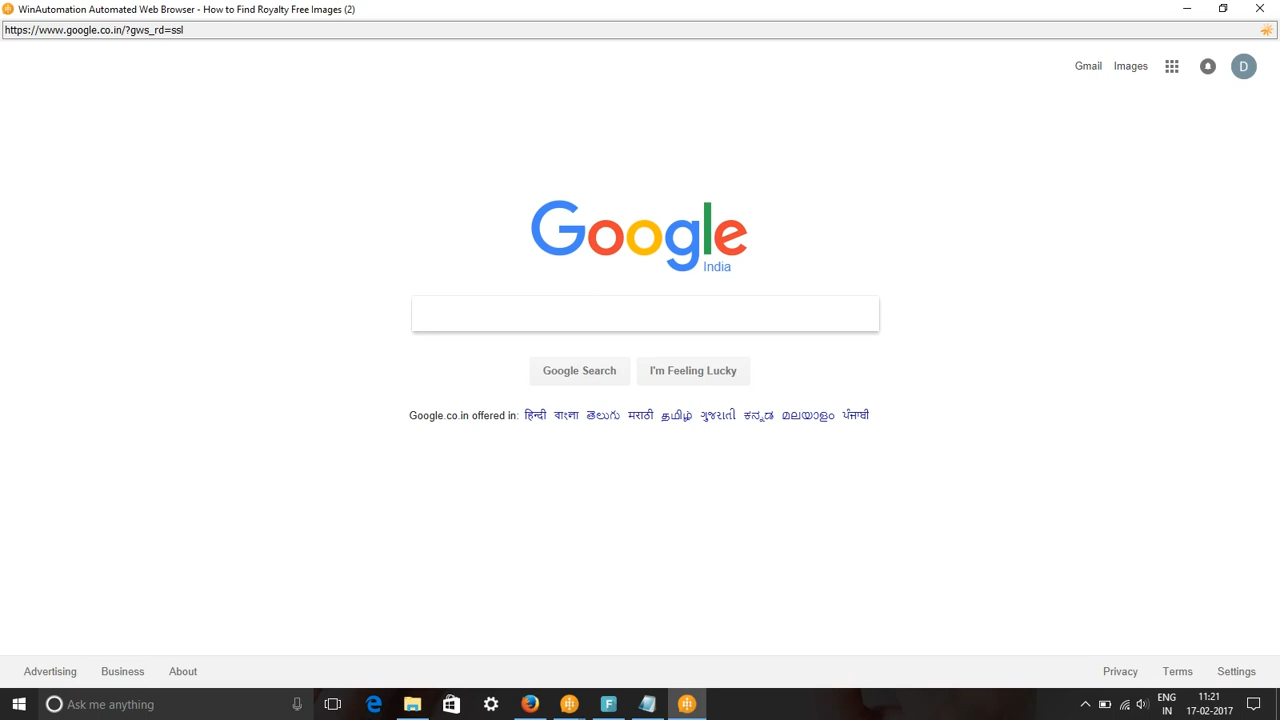 WinAutomation Automated Web Browser - How to Find Royalty Free Images (2)
https://www.google.co.in/?gws_rd=ssl
Gmail Images D
Google
India
Google Search I'm Feeling Lucky
Google.co.in offered in: हिन्दी বাংলা తెలుగు मराठी தமிழ் ગુજરાતી ಕನ್ನಡ മലയാളം ਪੰਜਾਬੀ
Advertising Business About Privacy Terms Settings
Ask me anything F ENG 11:21
IN 17-02-2017